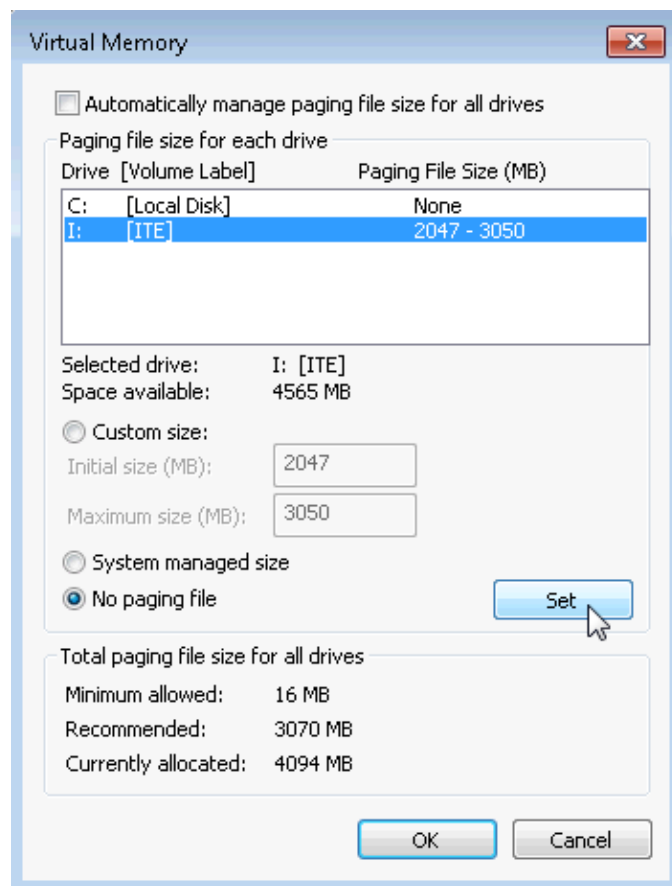 Virtual Memory
Automatically manage paging file size for all drives
Paging file size for each drive
Drive [Volume Label] Paging File Size (MB)
C: [Local Disk] None
I: [ITE] 2047 - 3050
Selected drive: I: [ITE]
Space available: 4565 MB
Custom size:
Initial size (MB): 2047
Maximum size (MB): 3050
System managed size
No paging file
Set
Total paging file size for all drives
Minimum allowed: 16 MB
Recommended: 3070 MB
Currently allocated: 4094 MB
OK Cancel